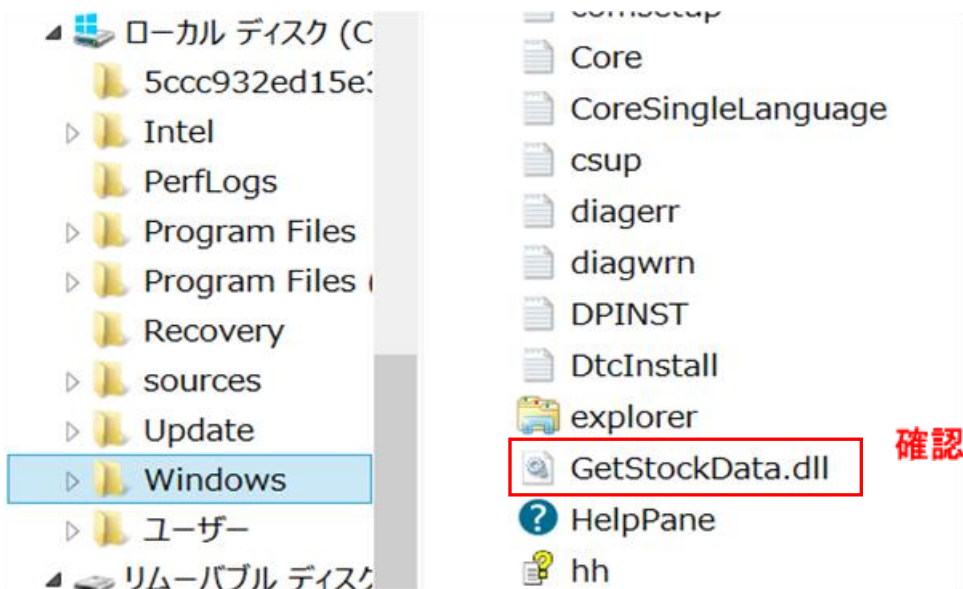 ローカル ディスク (C
5ccc932ed15e3
Intel
PerfLogs
Program Files
Program Files (
Recovery
sources
Update
Windows
ユーザー
リムーバブル ディスク
comsetup
Core
CoreSingleLanguage
csup
diagerr
diagwrn
DPINST
DtcInstall
explorer
GetStockData.dll
確認
HelpPane
hh